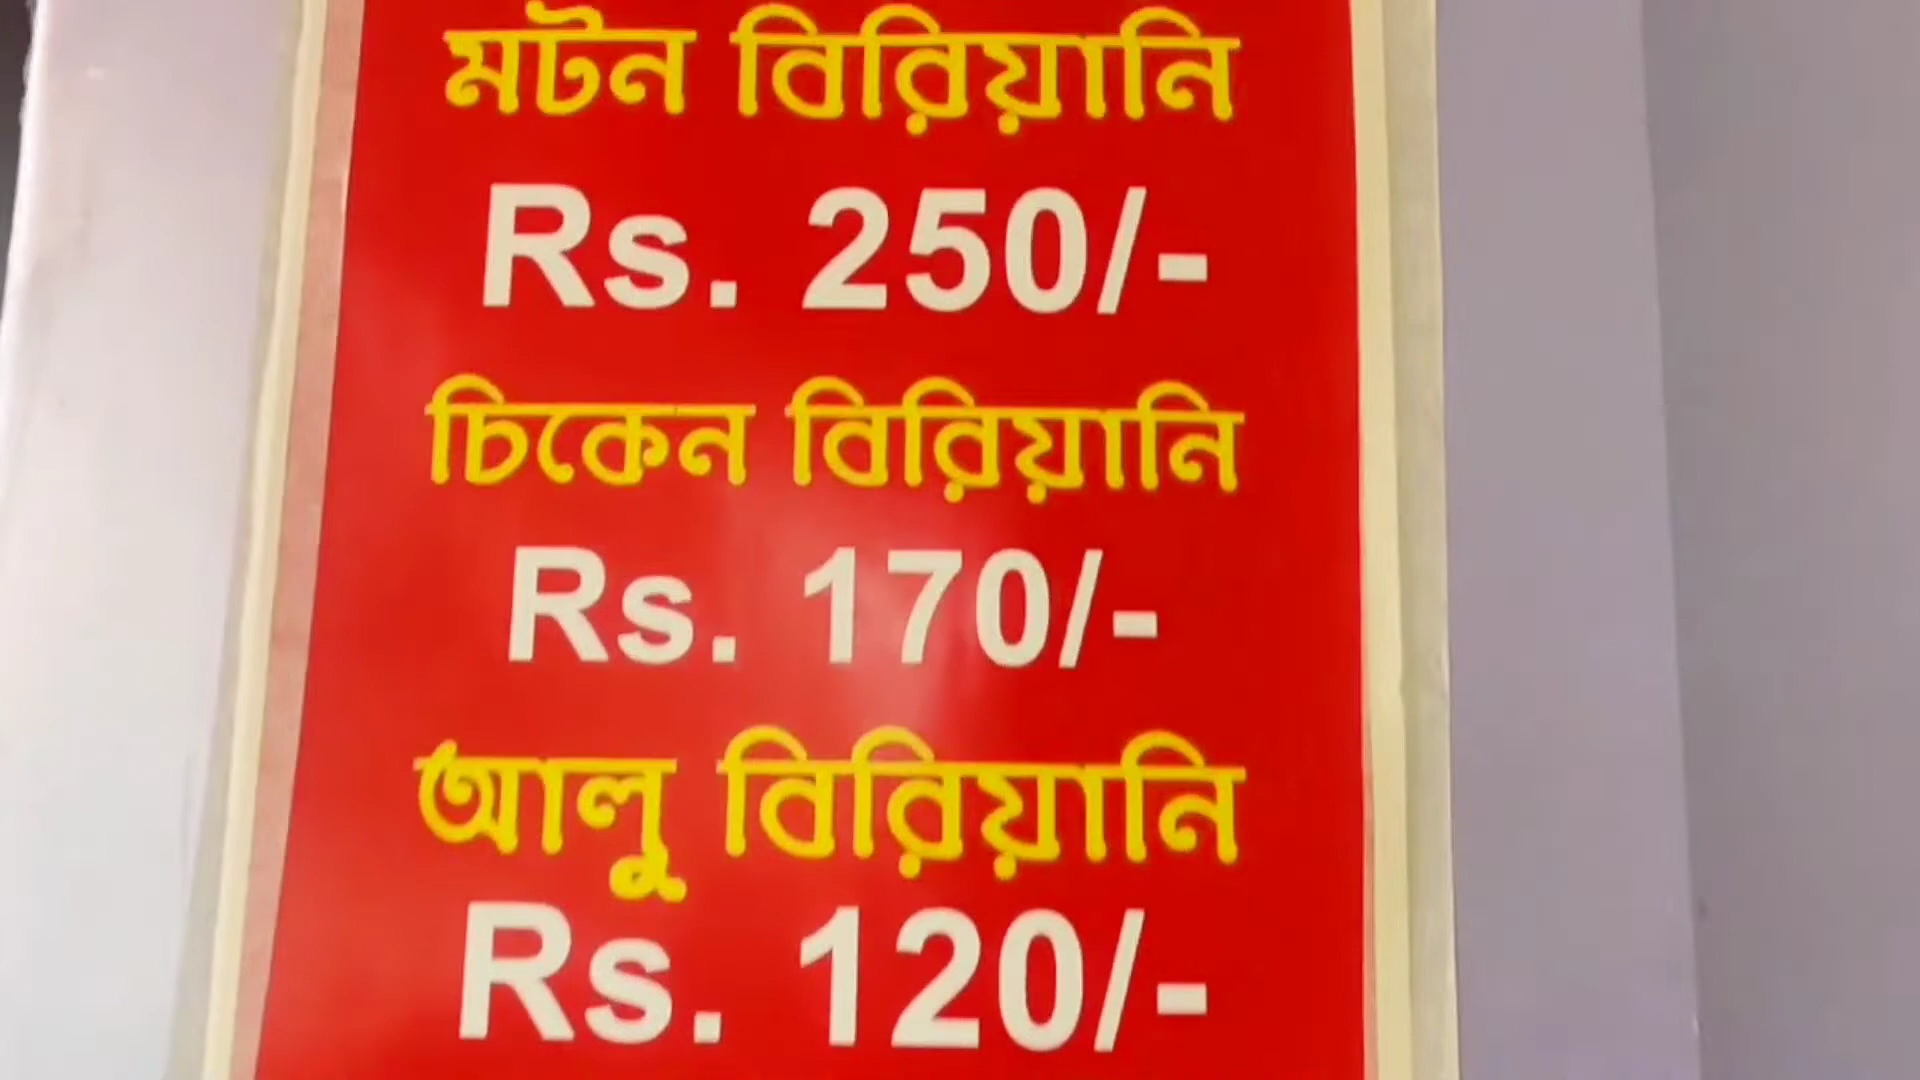 মটন বিরিয়ানি
Rs. 250/-
চিকেন বিরিয়ানি
Rs. 170/-
আলু বিরিয়ানি
Rs. 120/-